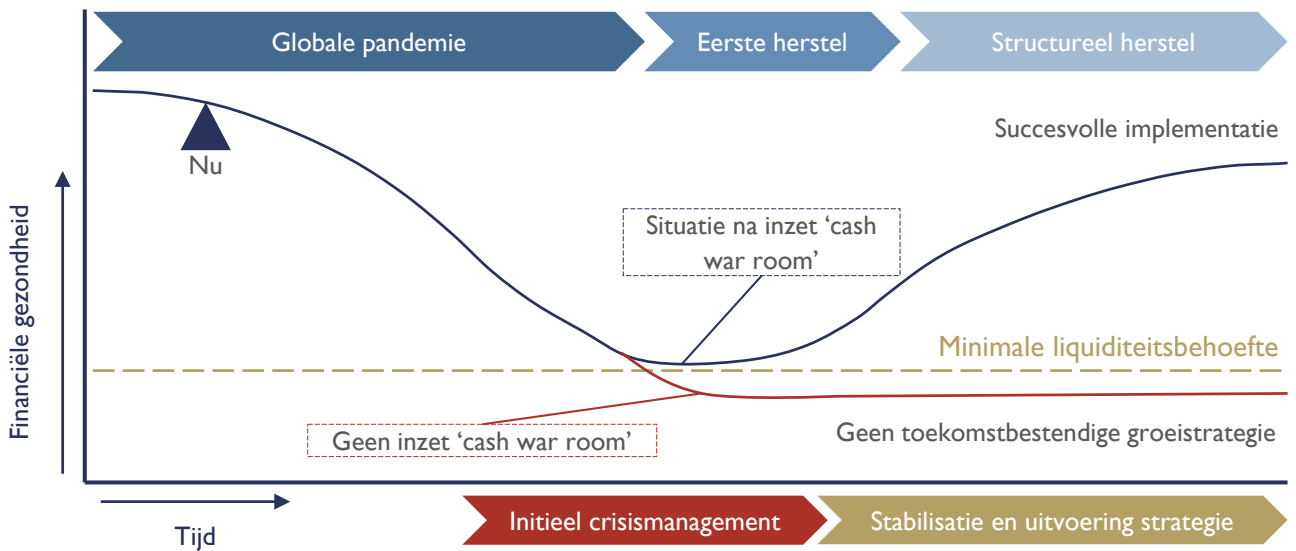 Globale pandemie
Eerste herstel
Structureel herstel
Succesvolle implementatie
Nu
Situatie na inzet ‘cash
war room’
Financiële gezondheid
Minimale liquiditeitsbehoefte
Geen inzet ‘cash war room’
Geen toekomstbestendige groeistrategie
Tijd
Initieel crisismanagement
Stabilisatie en uitvoering strategie